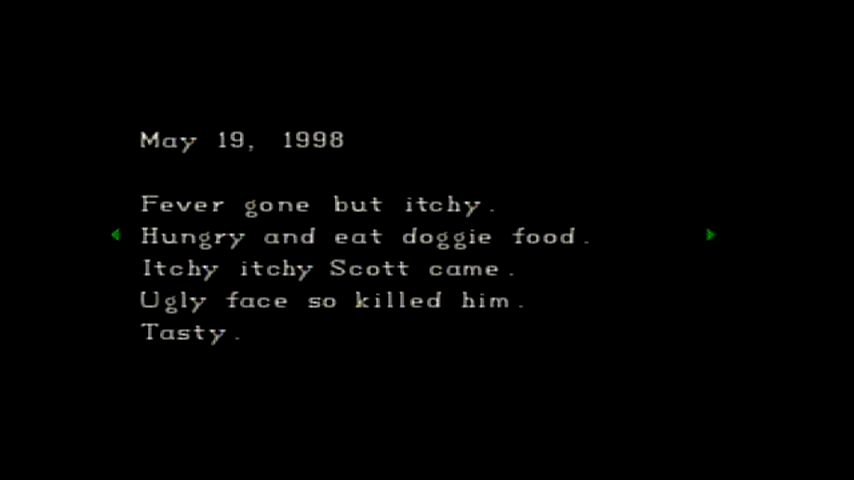 May 19, 1998
Fever gone but itchy.
Hungry and eat doggie food.
Itchy itchy Scott came.
Ugly face so killed him.
Tasty.